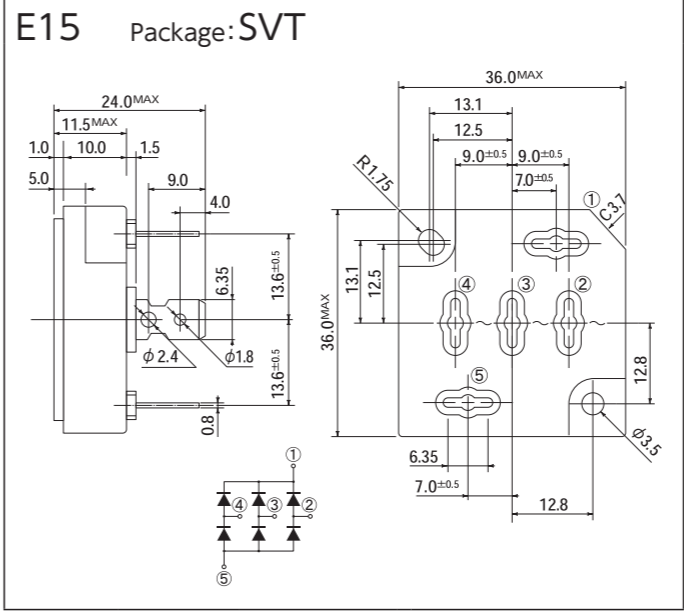 E15 Package:SVT
24.0MAX
11.5MAX
1.0 10.0 1.5
5.0 9.0
4.0
13.6±0.5
6.35
13.6±0.5
φ2.4 φ1.8
0.8
36.0MAX
13.1
12.5
9.0±0.5 9.0±0.5
7.0±0.5
R1.75
① C3.7
13.1
12.5
36.0MAX
④ ③ ②
~ ~
⑤
12.8
φ3.5
6.35
7.0±0.5
12.8
①
④ ③ ②
⑤